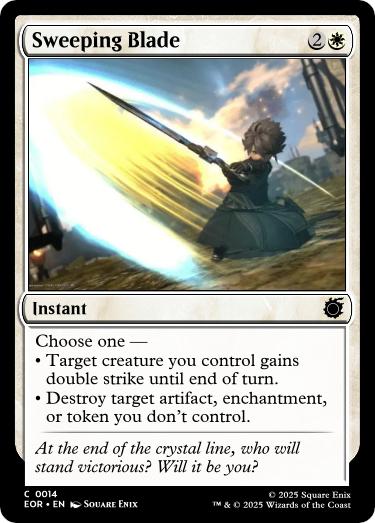 Sweeping Blade 2
Instant
Choose one —
• Target creature you control gains
double strike until end of turn.
• Destroy target artifact, enchantment,
or token you don't control.
At the end of the crystal line, who will
stand victorious? Will it be you?
C 0014
EOR • EN Square Enix
© 2025 Square Enix
™ & © 2025 Wizards of the Coast